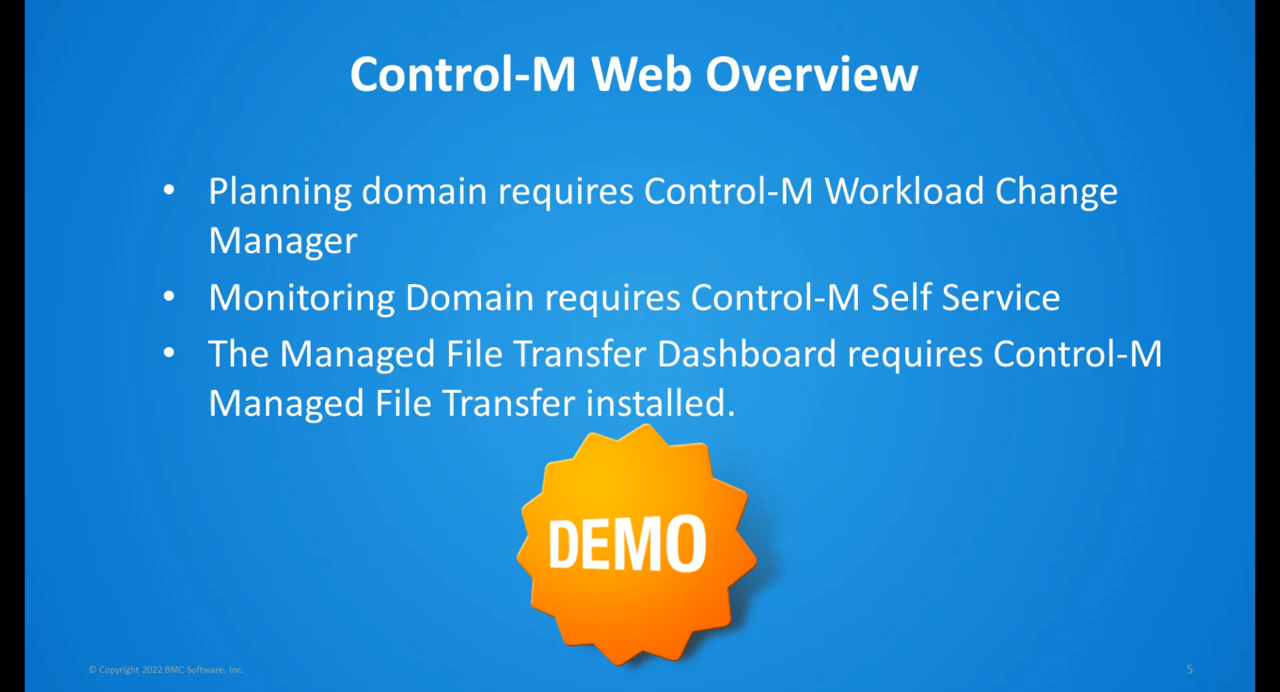 Control-M Web Overview
• Planning domain requires Control-M Workload Change
Manager
• Monitoring Domain requires Control-M Self Service
• The Managed File Transfer Dashboard requires Control-M
Managed File Transfer installed.
DEMO
© Copyright 2022 BMC Software, Inc.
5